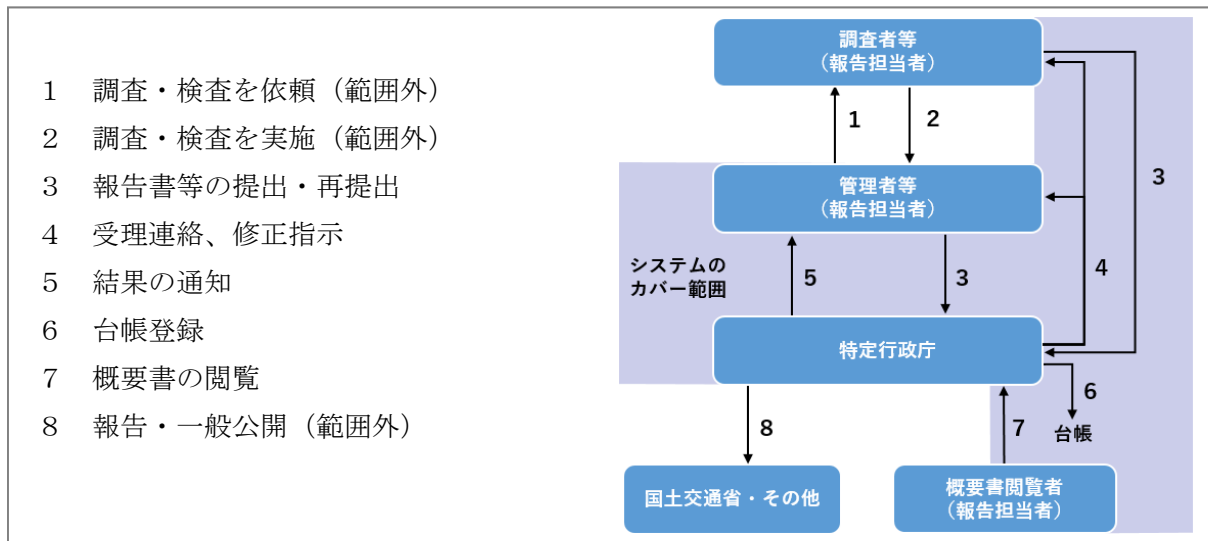 1 調査・検査を依頼（範囲外）
2 調査・検査を実施（範囲外）
3 報告書等の提出・再提出
4 受理連絡、修正指示
5 結果の通知
6 台帳登録
7 概要書の閲覧
8 報告・一般公開（範囲外）
調査者等
（報告担当者）
1
2
3
管理者等
（報告担当者）
システムの
カバー範囲
5
3
4
特定行政庁
6
8
7
台帳
国土交通省・その他
概要書閲覧者
（報告担当者）